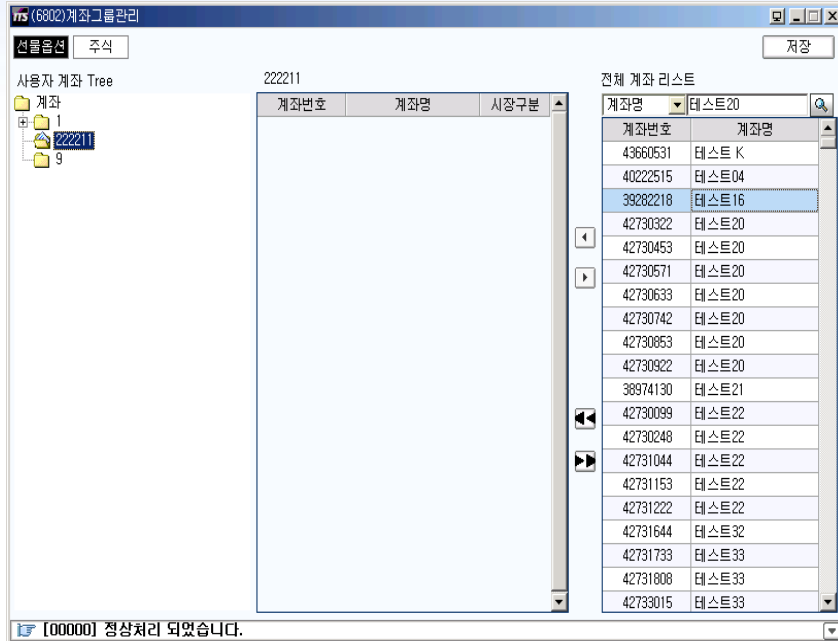 ITS (6802)계좌그룹관리
선물옵션 주식 저장
사용자 계좌 Tree 222211 전체 계좌 리스트
계좌 계좌번호 계좌명 시장구분 계좌명 테스트20
1 계좌번호 계좌명
222211 43660531 테스트 K
9 40222515 테스트04
39282218 테스트16
42730322 테스트20
42730453 테스트20
42730571 테스트20
42730633 테스트20
42730742 테스트20
42730853 테스트20
42730922 테스트20
38974130 테스트21
42730099 테스트22
42730248 테스트22
42731044 테스트22
42731153 테스트22
42731222 테스트22
42731644 테스트32
42731733 테스트33
42731808 테스트33
42733015 테스트33
[00000] 정상처리 되었습니다.